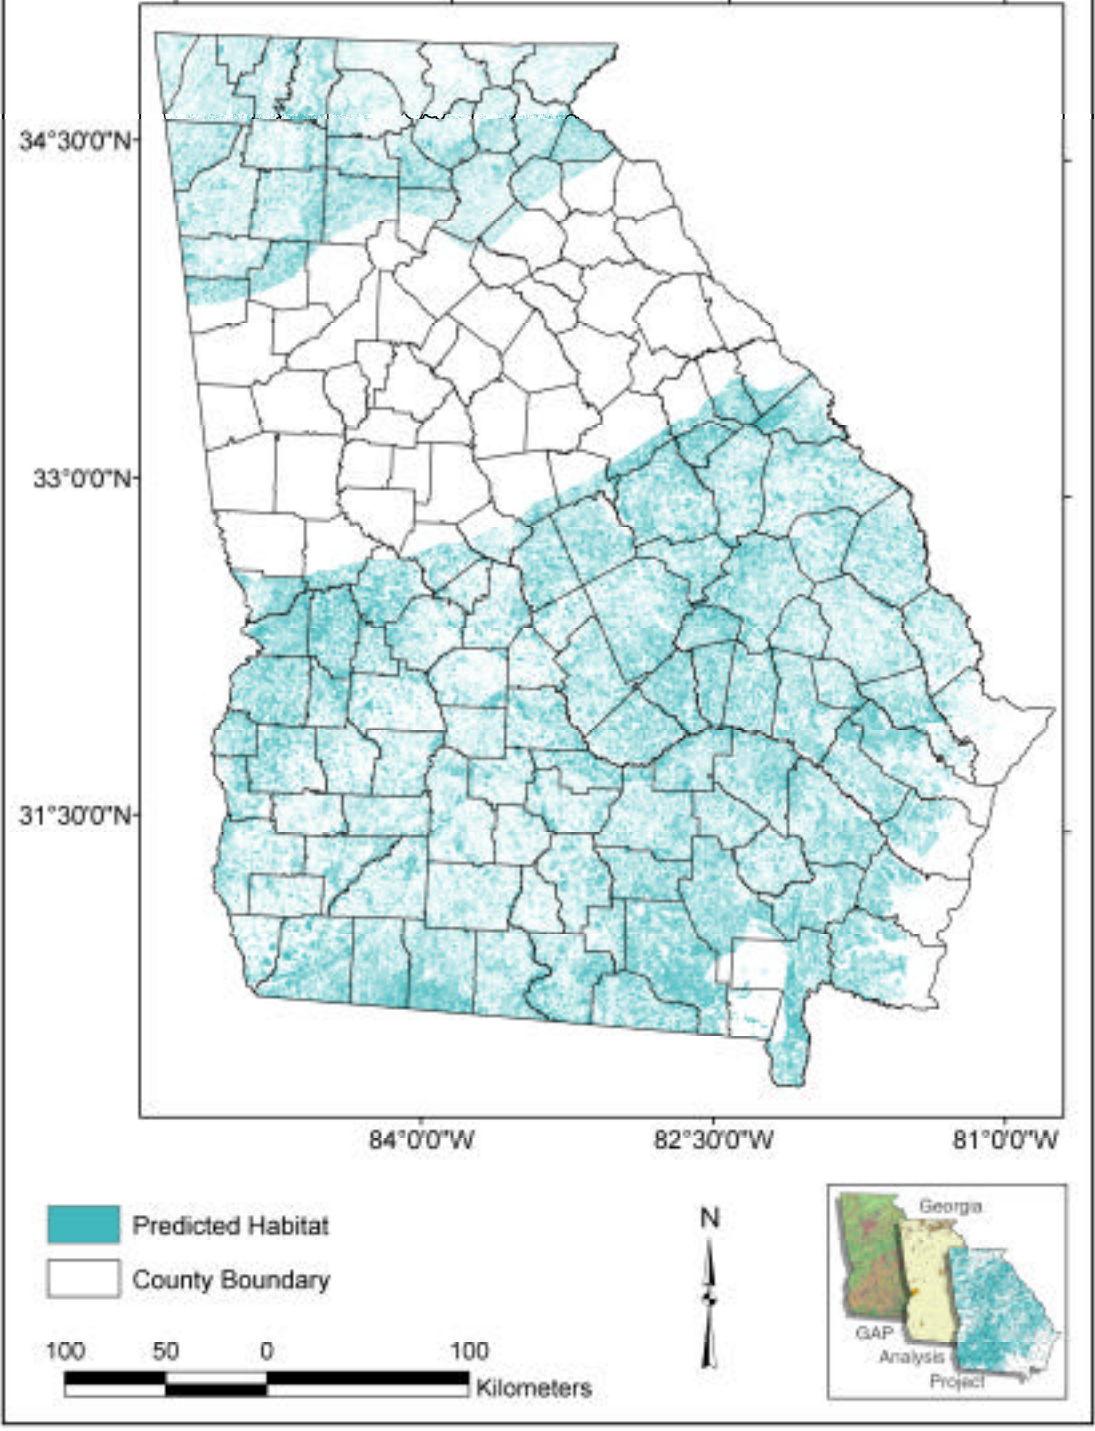 34°30'0"N
33°0'0"N
31°30'0"N
84°0'0"W 82°30'0"W 81°0'0"W
Predicted Habitat
County Boundary
100 50 0 100
Kilometers
N
Georgia
GAP
Analysis
Project